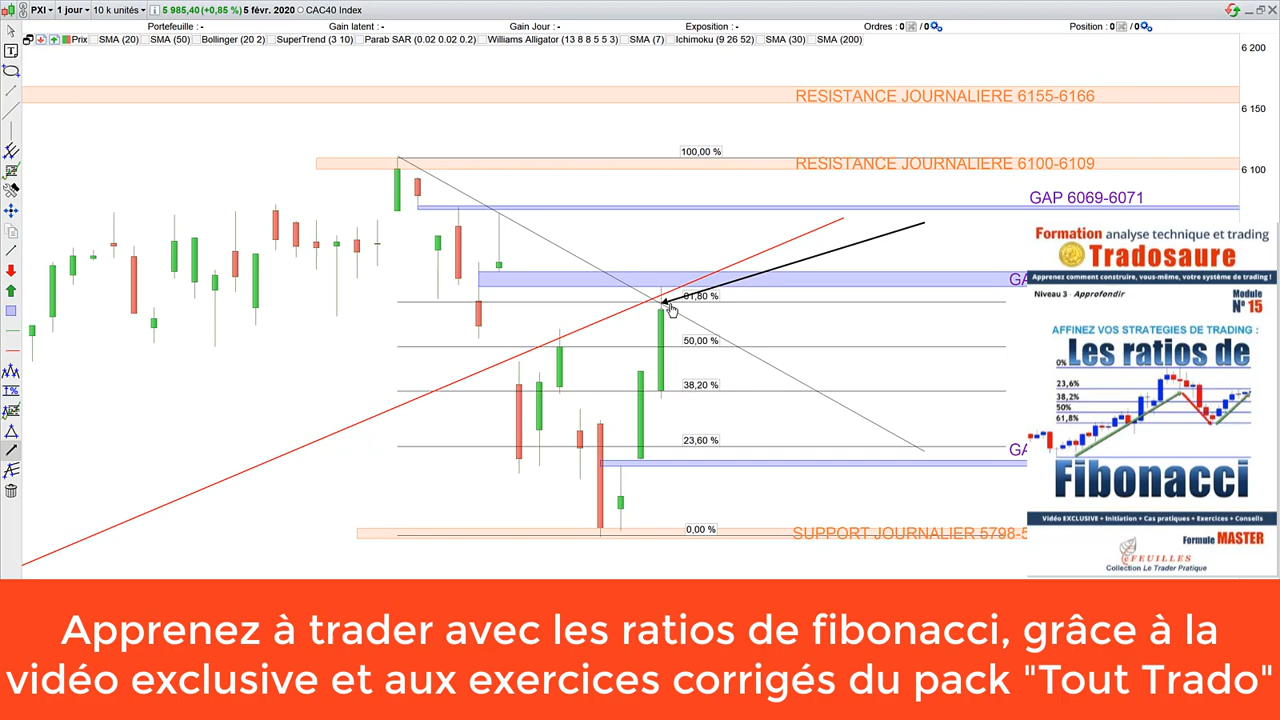 PXI 1 jour 10 k unités 5 985,40 (+0,85 %) 5 févr. 2020 CAC40 Index
Portefeuille : - Gain latent : - Gain Jour : - Exposition : - Ordres : 0 /0 Position : 0 /0
Prix SMA (20) SMA (50) Bollinger (20 2) SuperTrend (3 10) Parab SAR (0.02 0.02 0.2) Williams Alligator (13 8 8 5 5 3) SMA (7) Ichimoku (9 26 52) SMA (30) SMA (200)
6 200
RESISTANCE JOURNALIERE 6155-6166
6 150
100,00 %
RESISTANCE JOURNALIERE 6100-6109
6 100
GAP 6069-6071
61,80 %
50,00 %
38,20 %
23,60 %
0,00 %
SUPPORT JOURNALIER 5798-5
Formation analyse technique et trading
Tradosaure
Apprenez comment construire, vous-même, votre système de trading !
Niveau 3 - Approfondir
Module
N° 15
AFFINEZ VOS STRATEGIES DE TRADING :
Les ratios de
0%
23,6%
38,2%
50%
61,8%
Fibonacci
Vidéo EXCLUSIVE + Initiation + Cas pratiques + Exercices + Conseils
Formule MASTER
eFEUILLES
Collection Le Trader Pratique
Apprenez à trader avec les ratios de fibonacci, grâce à la
vidéo exclusive et aux exercices corrigés du pack "Tout Trado"